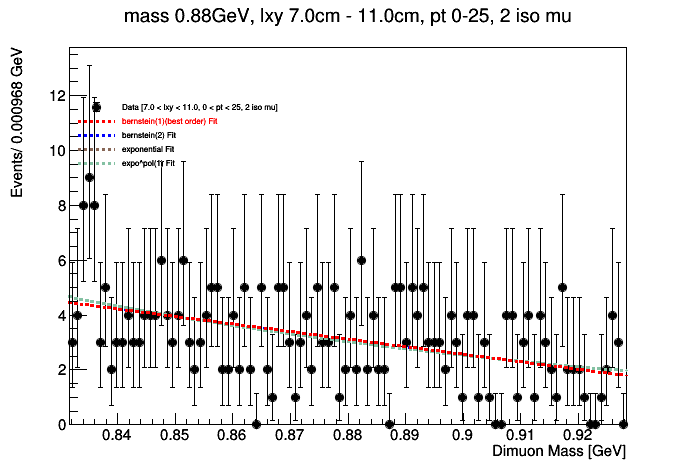 mass 0.88GeV, lxy 7.0cm - 11.0cm, pt 0-25, 2 iso mu
Events/ 0.000968 GeV
12
10
8
6
4
2
0
Data [7.0 < lxy < 11.0, 0 < pt < 25, 2 iso mu]
bernstein(1)(best order) Fit
bernstein(2) Fit
exponential Fit
expo*pol(1) Fit
0.84
0.85
0.86
0.87
0.88
0.89
0.9
0.91
0.92
Dimuon Mass [GeV]